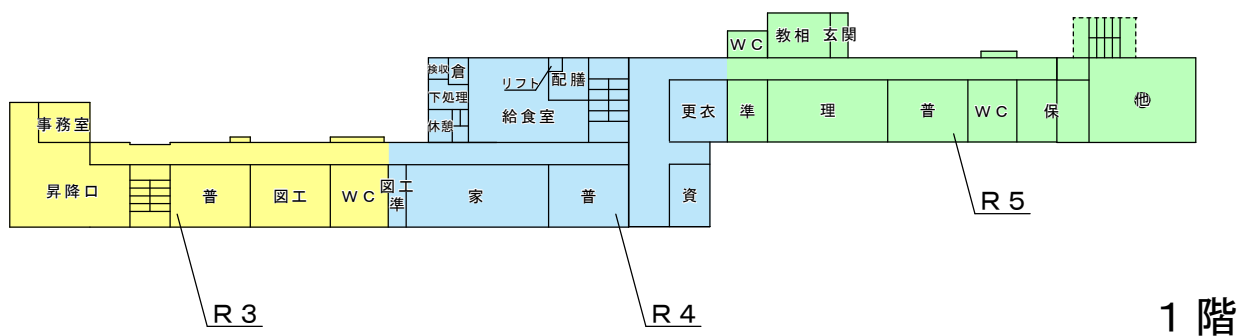 ＷＣ
教相
玄関
検収
倉
リフト
配膳
下処理
休憩
給食室
更衣
準
理
普
ＷＣ
保
他
事務室
昇降口
普
図工
ＷＣ
図工
準
家
普
資
Ｒ５
Ｒ３
Ｒ４
１階